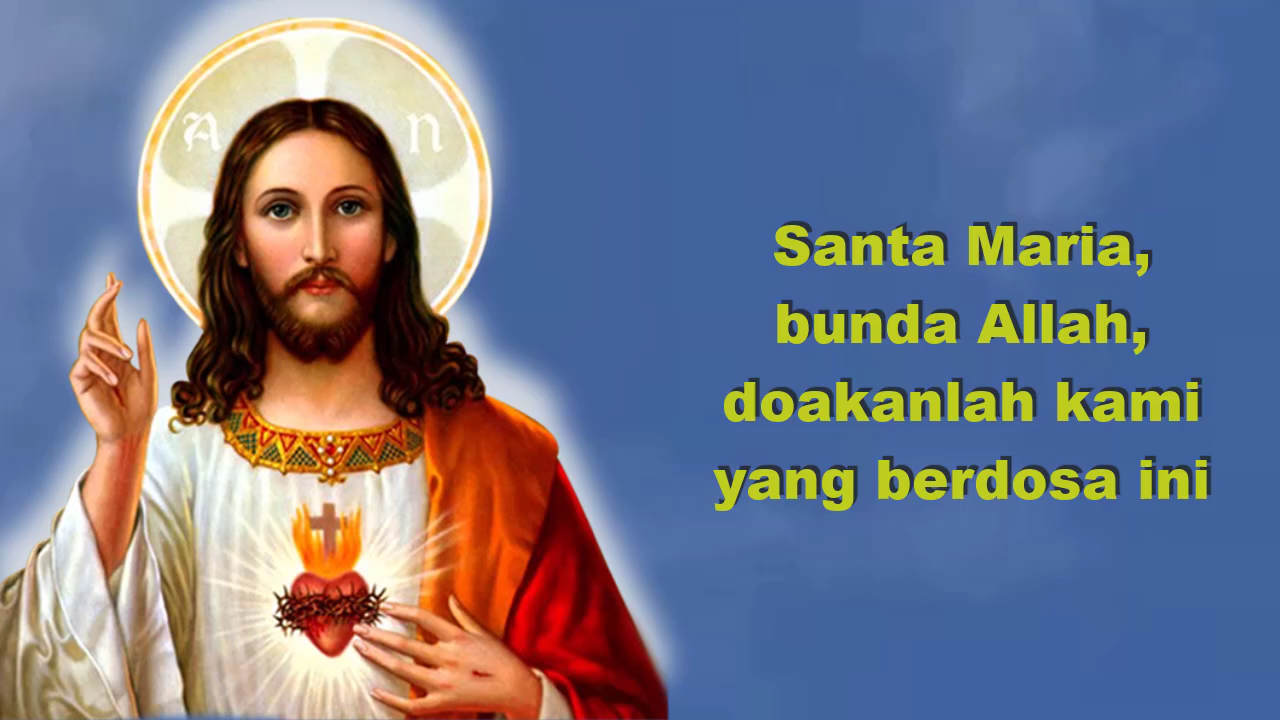 A n
Santa Maria,
bunda Allah,
doakanlah kami
yang berdosa ini